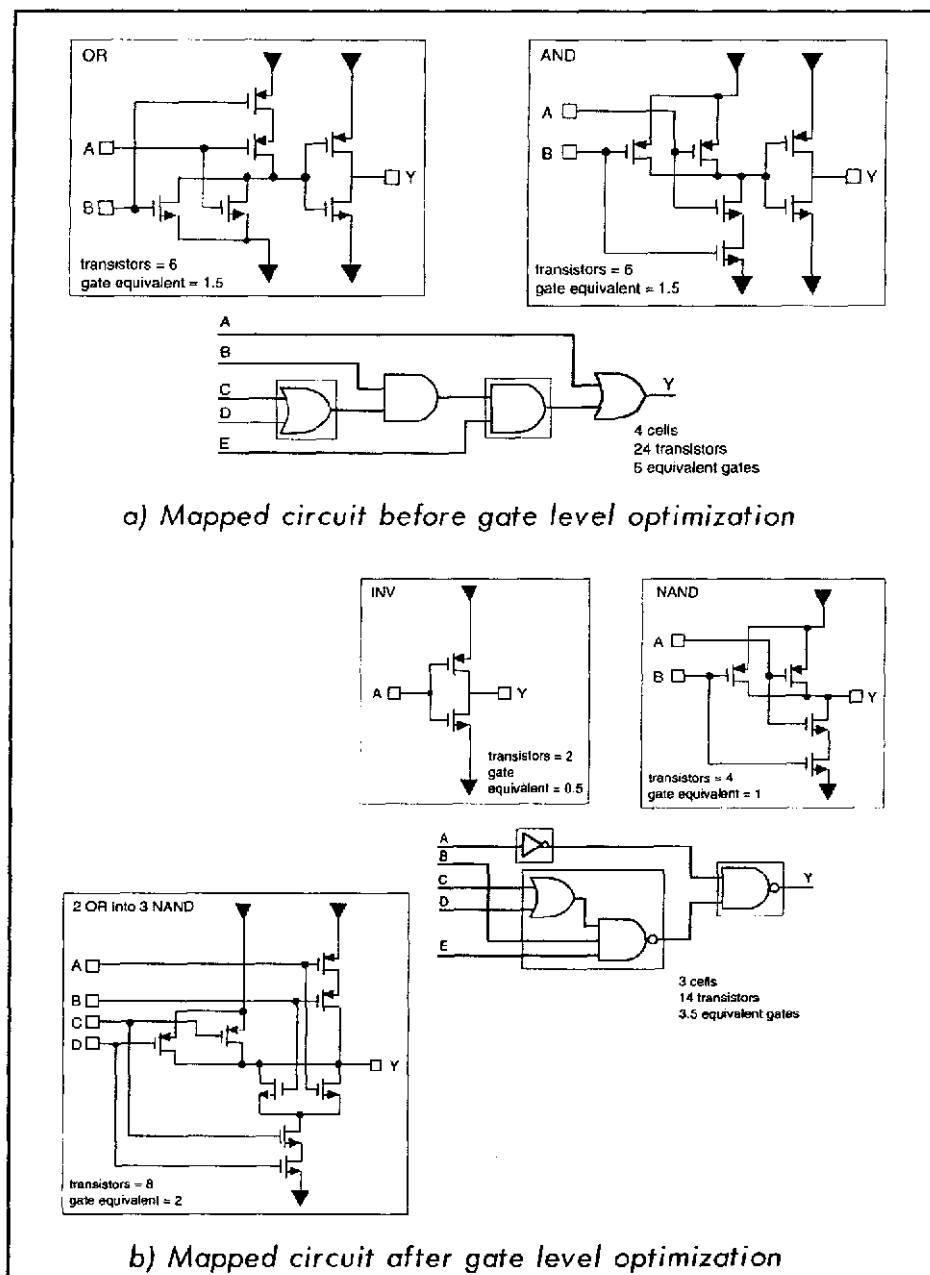 OR
A
B
Y
transistors = 6
gate equivalent = 1.5
AND
A
B
Y
transistors = 6
gate equivalent = 1.5
A
B
C
D
E
Y
4 cells
24 transistors
6 equivalent gates
a) Mapped circuit before gate level optimization
INV
A
Y
transistors = 2
gate
equivalent = 0.5
NAND
A
B
Y
transistors = 4
gate equivalent = 1
A
B
C
D
E
Y
3 cells
14 transistors
3.5 equivalent gates
2 OR into 3 NAND
A
B
C
D
Y
transistors = 8
gate equivalent = 2
b) Mapped circuit after gate level optimization